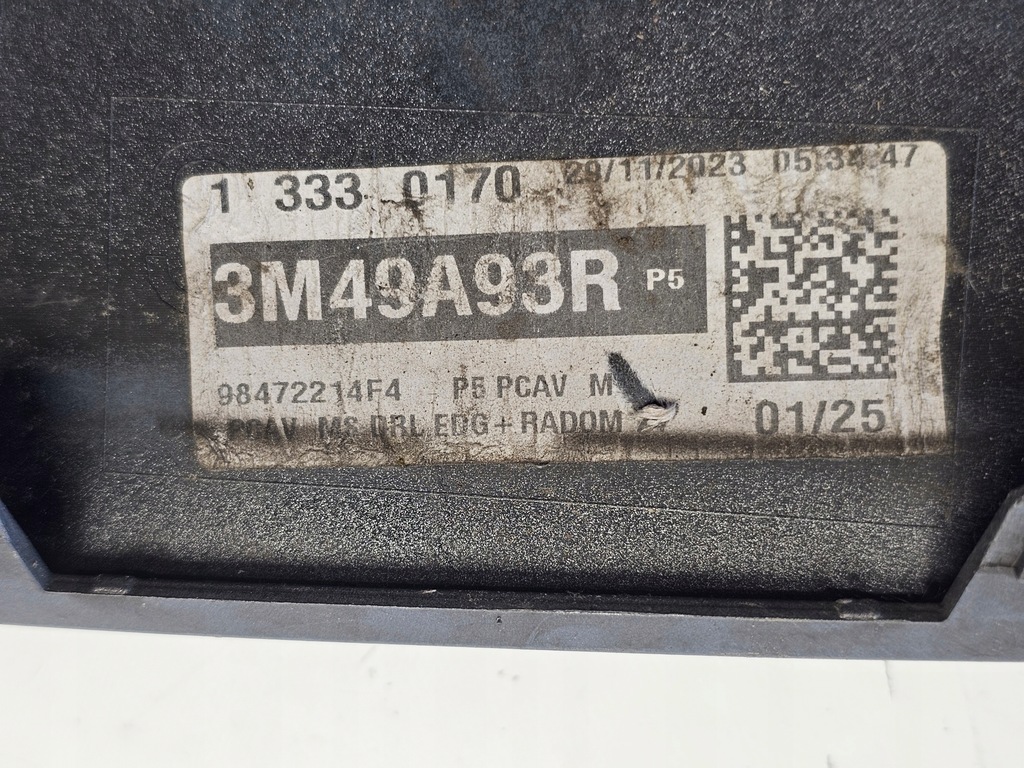 1 333 0170 29/11/2023 05:34:47
3M49A93R P5
98472214F4 P5 PCAV M
PCAV MS DRL EDG+RADOM
01/25